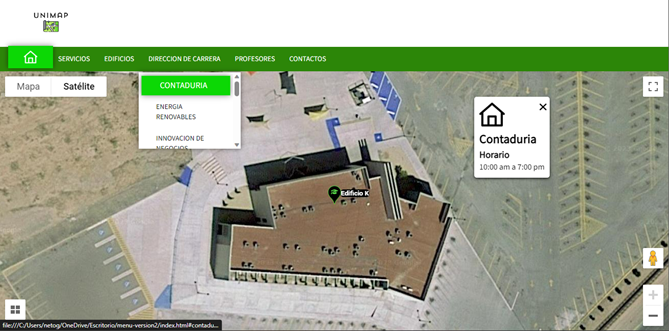 UNIMAP
SERVICIOS EDIFICIOS DIRECCION DE CARRERA PROFESORES CONTACTOS
Mapa Satélite
CONTADURIA
ENERGIA
RENOVABLES
INNOVACION DE
NEGOCIOS
Contaduria
Horario
10:00 am a 7:00 pm
Edificio K
file:///C:/Users/netog/OneDrive/Escritorio/menu-version2/index.html#contadu...